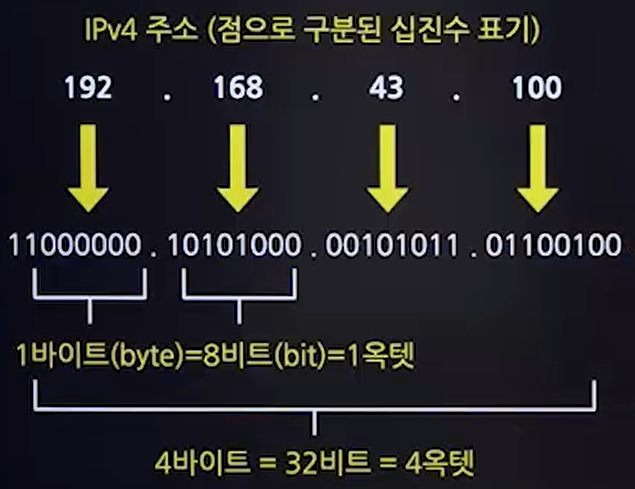 IPv4 주소 (점으로 구분된 십진수 표기)
192 . 168 . 43 . 100
11000000 . 10101000 . 00101011 . 01100100
1바이트(byte)=8비트(bit)=1옥텟
4바이트 = 32비트 = 4옥텟